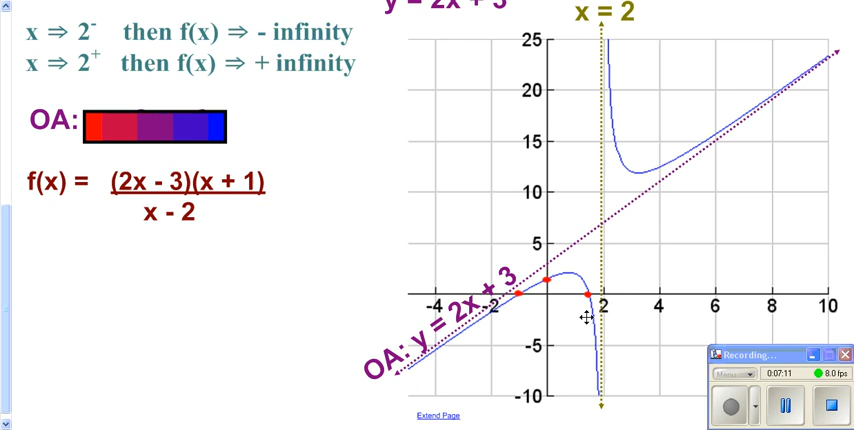 y = 2x + 3
x = 2
x ⇒ 2⁻ then f(x) ⇒ - infinity
x ⇒ 2⁺ then f(x) ⇒ + infinity
OA:
f(x) = (2x - 3)(x + 1)
x - 2
25
20
15
10
5
-4 -2 2 4 6 8 10
-5
-10
OA: y = 2x + 3
Recording...
Menu
0:07:11
8.0 fps
Extend Page